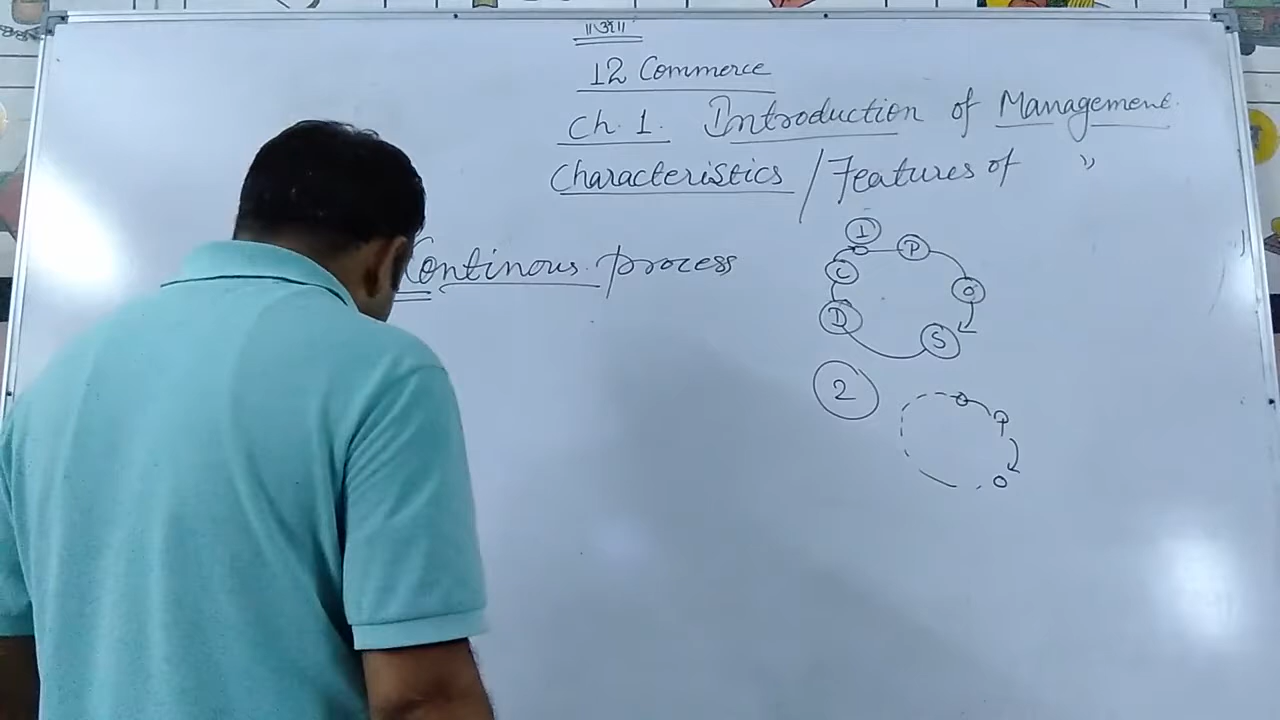 ॥ॐ॥
12 Commerce
Ch. 1. Introduction of Management.
Characteristics / Features of "
Continous process
1
P
O
S
D
C
2
P
O